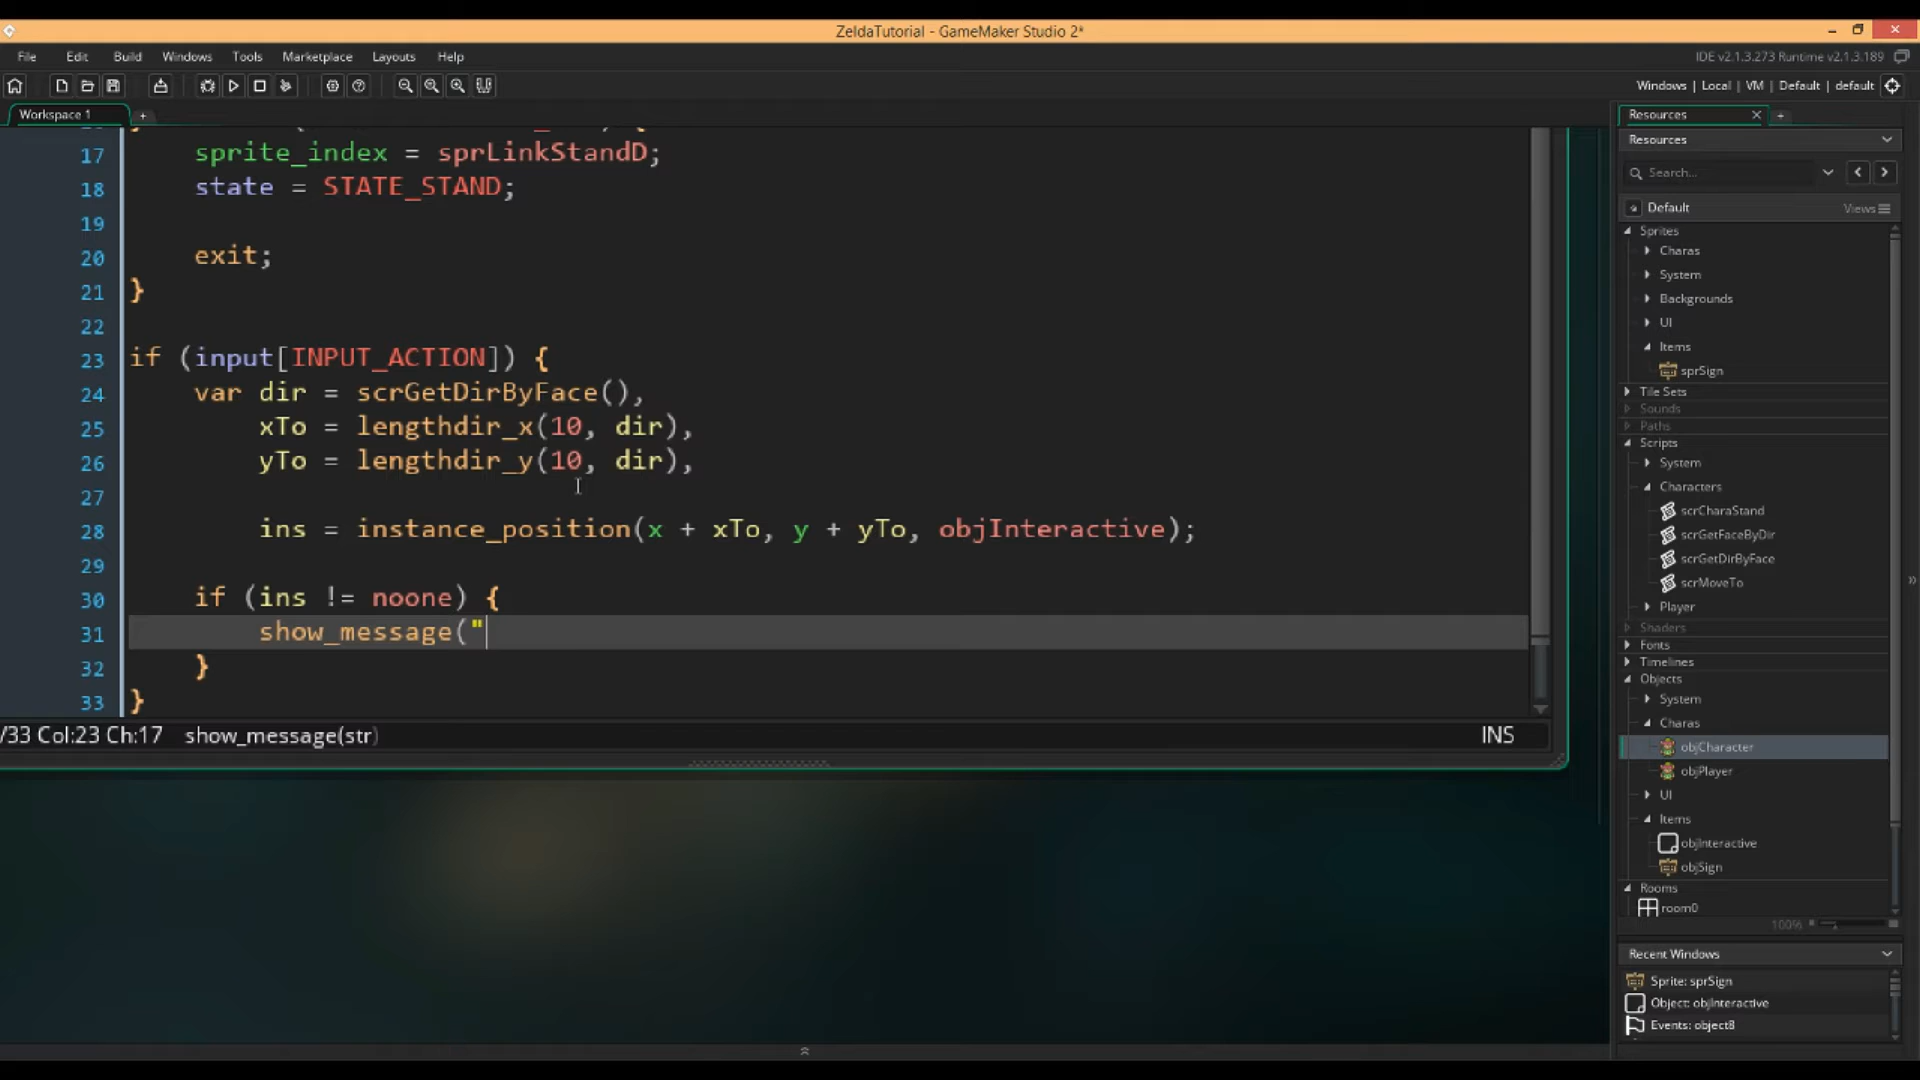 ZeldaTutorial - GameMaker Studio 2*
File Edit Build Windows Tools Marketplace Layouts Help
IDE v2.1.3.273 Runtime v2.1.3.189
Windows | Local | VM | Default | default
Workspace 1
17 sprite_index = sprLinkStandD;
18 state = STATE_STAND;
19
20 exit;
21 }
22
23 if (input[INPUT_ACTION]) {
24 var dir = scrGetDirByFace(),
25 xTo = lengthdir_x(10, dir),
26 yTo = lengthdir_y(10, dir),
27
28 ins = instance_position(x + xTo, y + yTo, objInteractive);
29
30 if (ins != noone) {
31 show_message("
32 }
33 }
/33 Col:23 Ch:17 show_message(str)
INS
Resources
Resources
Search...
Default Views
Sprites
Charas
System
Backgrounds
UI
Items
sprSign
Tile Sets
Sounds
Paths
Scripts
System
Characters
scrCharaStand
scrGetFaceByDir
scrGetDirByFace
scrMoveTo
Player
Shaders
Fonts
Timelines
Objects
System
Charas
objCharacter
objPlayer
UI
Items
objInteractive
objSign
Rooms
room0
100%
Recent Windows
Sprite: sprSign
Object: objInteractive
Events: object8